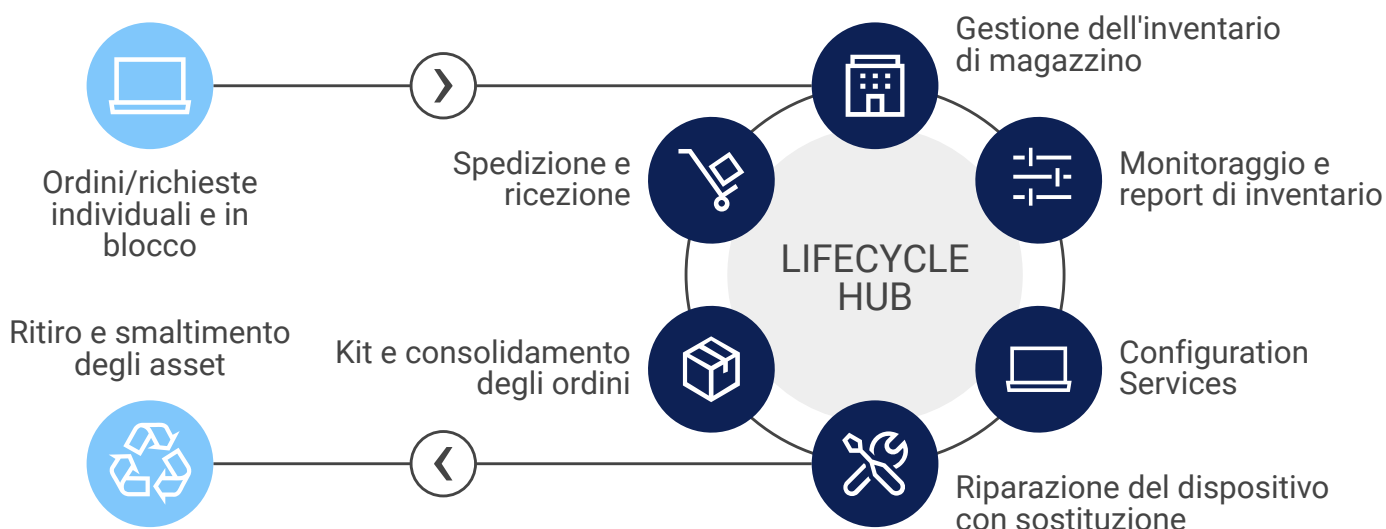 Gestione dell'inventario
di magazzino
Ordini/richieste
individuali e in
blocco
Spedizione e
ricezione
Monitoraggio e
report di inventario
LIFECYCLE
HUB
Ritiro e smaltimento
degli asset
Kit e consolidamento
degli ordini
Configuration
Services
Riparazione del dispositivo
con sostituzione